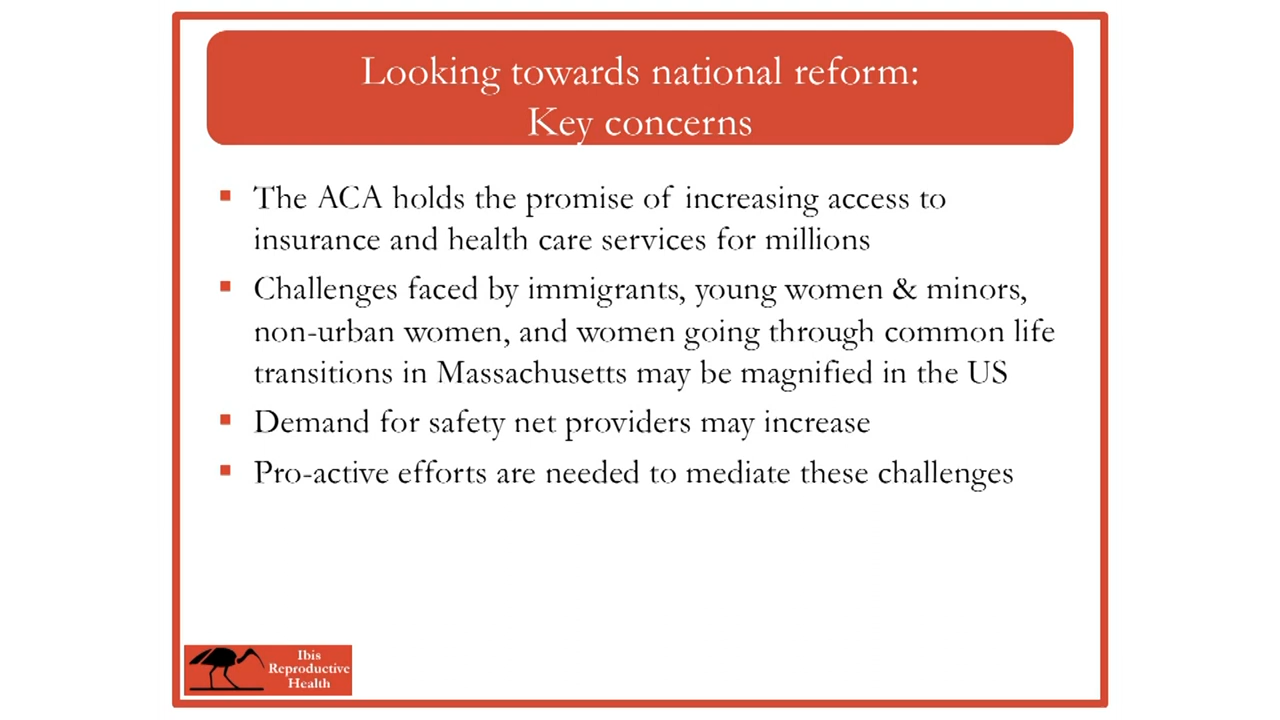 Looking towards national reform:
Key concerns
▪ The ACA holds the promise of increasing access to
insurance and health care services for millions
▪ Challenges faced by immigrants, young women & minors,
non-urban women, and women going through common life
transitions in Massachusetts may be magnified in the US
▪ Demand for safety net providers may increase
▪ Pro-active efforts are needed to mediate these challenges
Ibis
Reproductive
Health